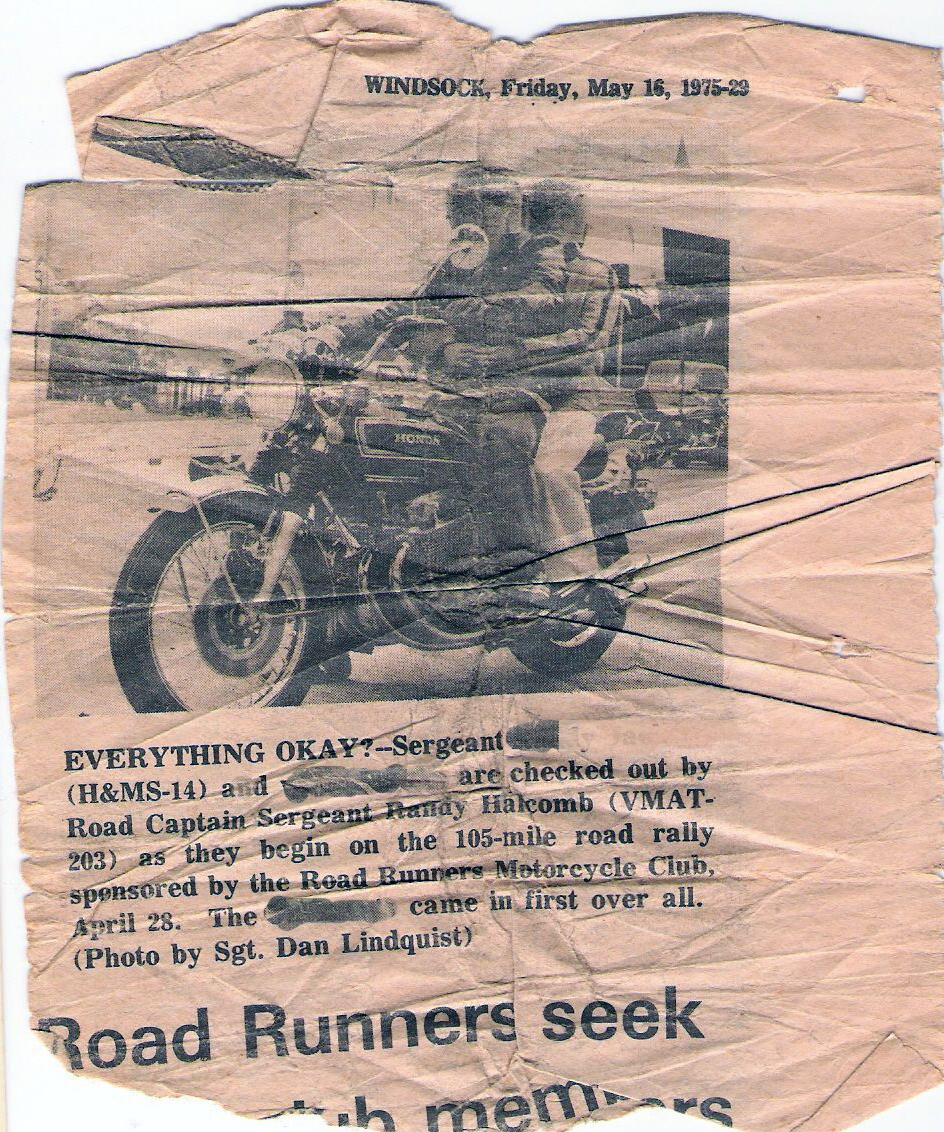 WINDSOCK, Friday, May 16, 1975-29
HONDA
EVERYTHING OKAY?--Sergeant
(H&MS-14) and are checked out by
Road Captain Sergeant Randy Halcomb (VMAT-
203) as they begin on the 105-mile road rally
sponsored by the Road Runners Motorcycle Club,
April 28. The came in first over all.
(Photo by Sgt. Dan Lindquist)
Road Runners seek
members